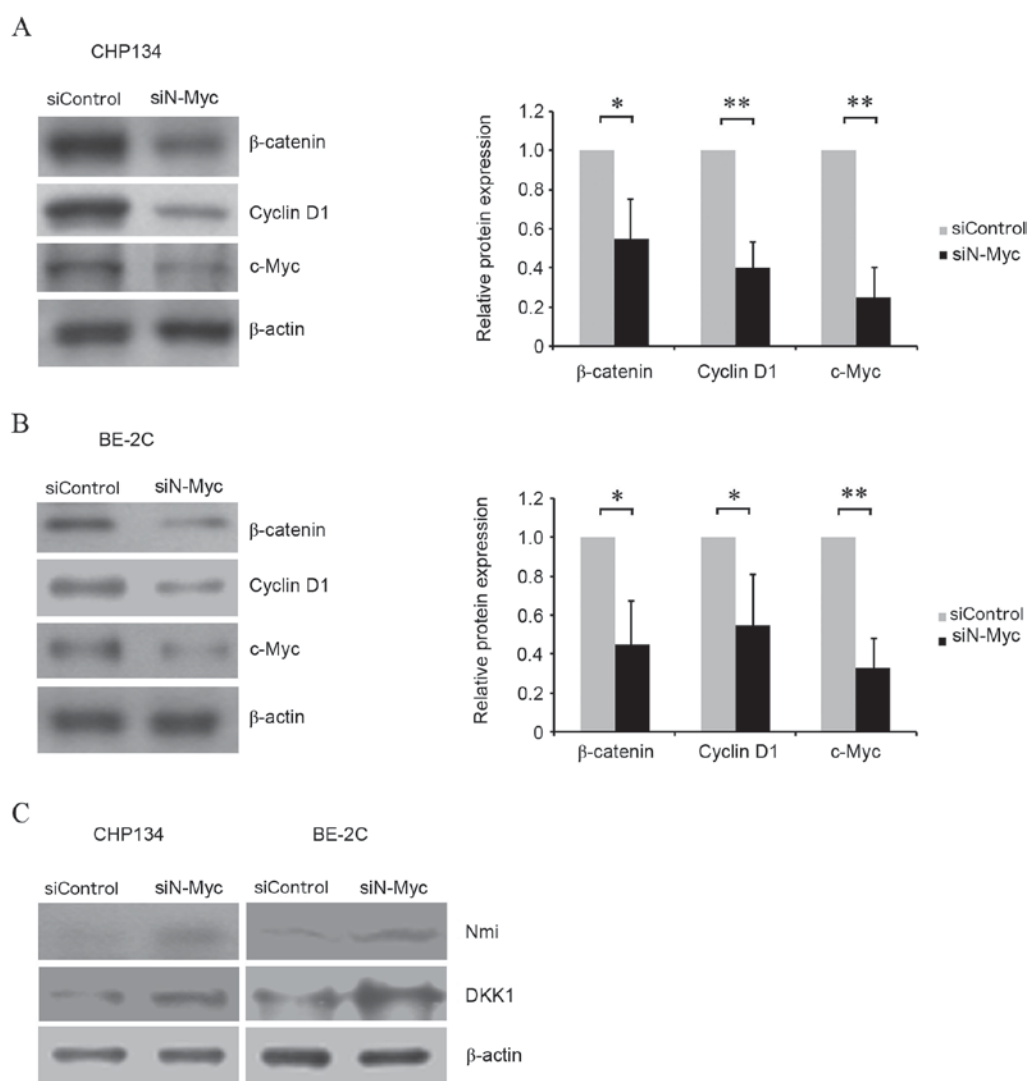 A
CHP134
siControl siN-Myc
β-catenin
Cyclin D1
c-Myc
β-actin
Relative protein expression
1.2
1.0
0.8
0.6
0.4
0.2
0
* ** **
β-catenin Cyclin D1 c-Myc
siControl
siN-Myc
B
BE-2C
siControl siN-Myc
β-catenin
Cyclin D1
c-Myc
β-actin
Relative protein expression
1.2
1.0
0.8
0.6
0.4
0.2
0
* * **
β-catenin Cyclin D1 c-Myc
siControl
siN-Myc
C
CHP134 BE-2C
siControl siN-Myc siControl siN-Myc
Nmi
DKK1
β-actin